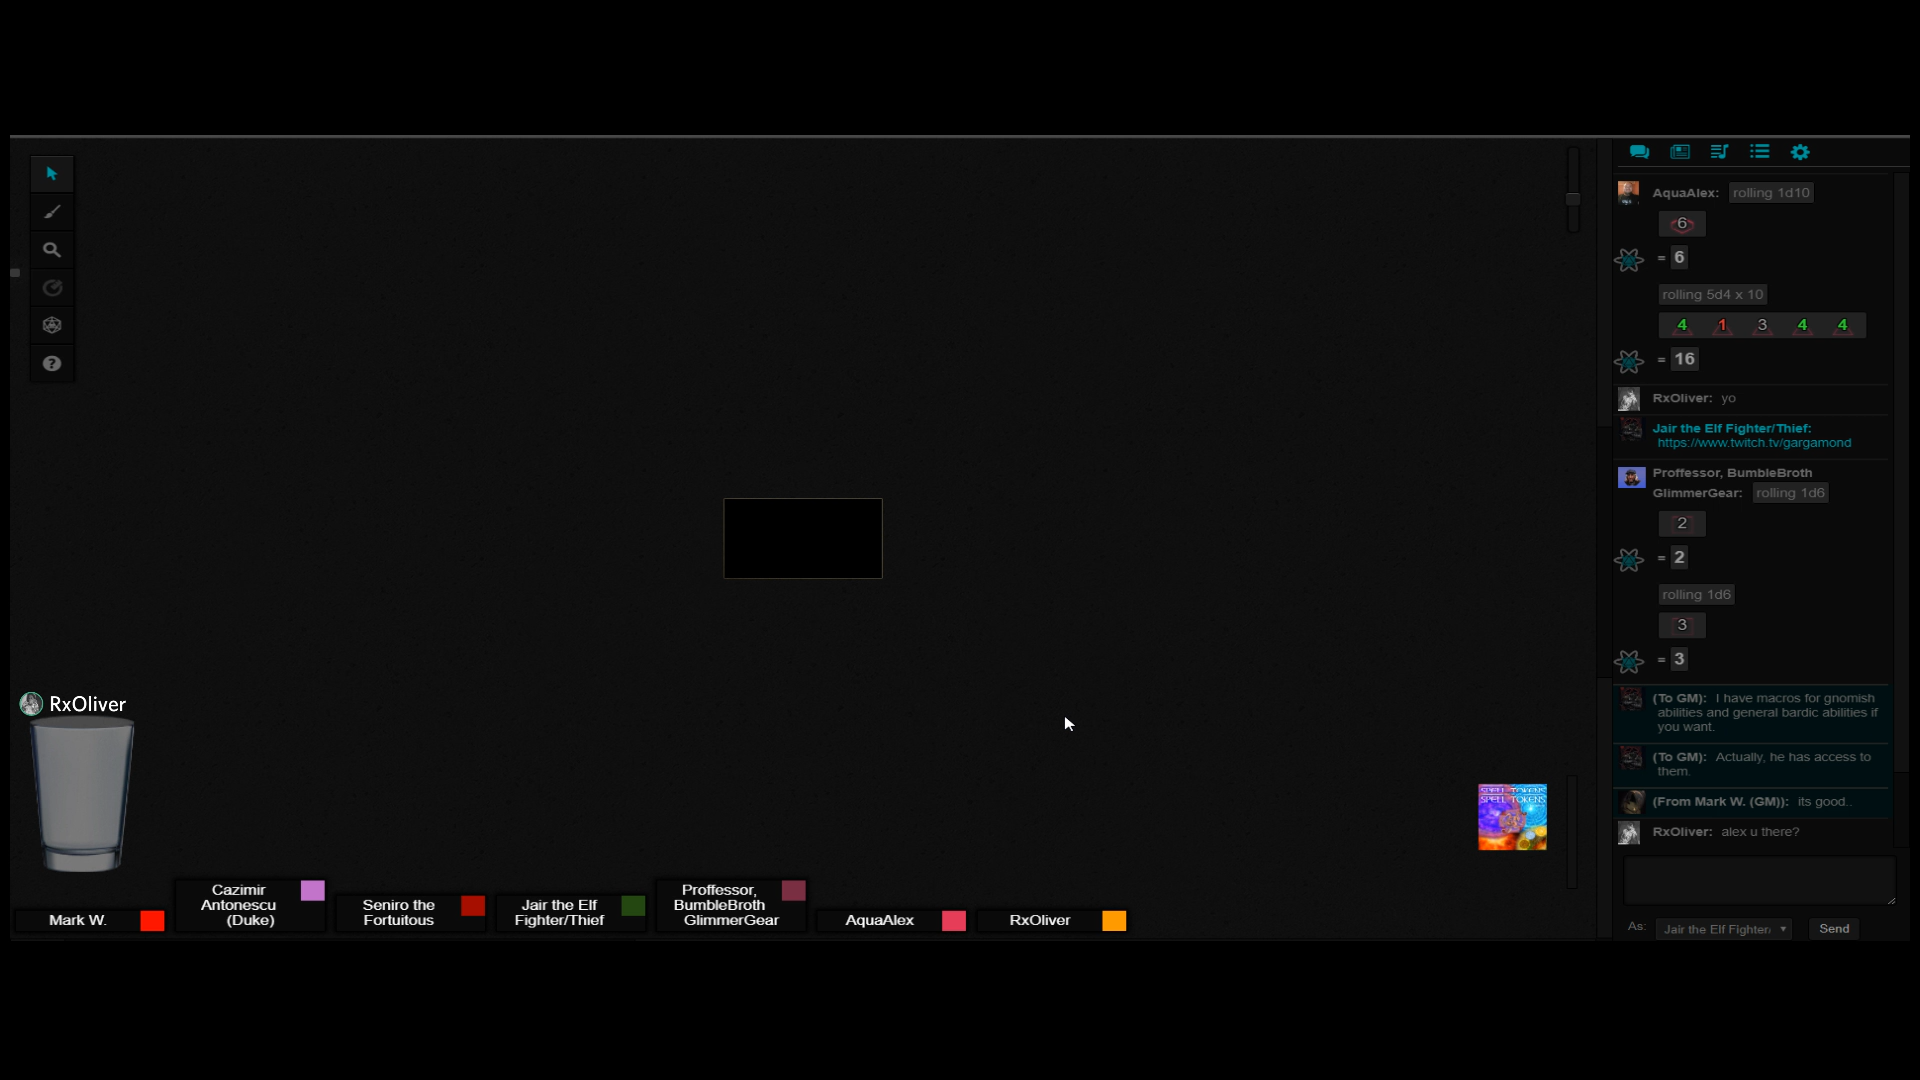 AquaAlex: rolling 1d10
6
= 6
rolling 5d4 x 10
4 1 3 4 4
= 16
RxOliver: yo
Jair the Elf Fighter/Thief:
https://www.twitch.tv/gargamond
Proffessor, BumbleBroth
GlimmerGear: rolling 1d6
2
= 2
rolling 1d6
3
= 3
(To GM): I have macros for gnomish
abilities and general bardic abilities if
you want.
(To GM): Actually, he has access to
them.
(From Mark W. (GM)): its good..
RxOliver: alex u there?
As: Jair the Elf Fighter/
Send
RxOliver
SPELL TOKENS
SPELL TOKENS
Mark W.
Cazimir
Antonescu
(Duke)
Seniro the
Fortuitous
Jair the Elf
Fighter/Thief
Proffessor,
BumbleBroth
GlimmerGear
AquaAlex
RxOliver